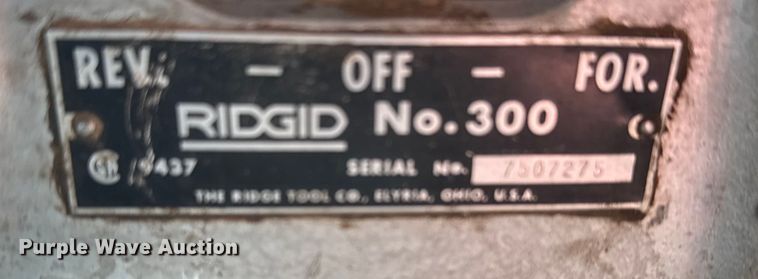 REV. - OFF - FOR.
RIDGID No. 300
SERIAL No. 7507275
THE RIDGE TOOL CO., ELYRIA, OHIO, U.S.A.
Purple Wave Auction